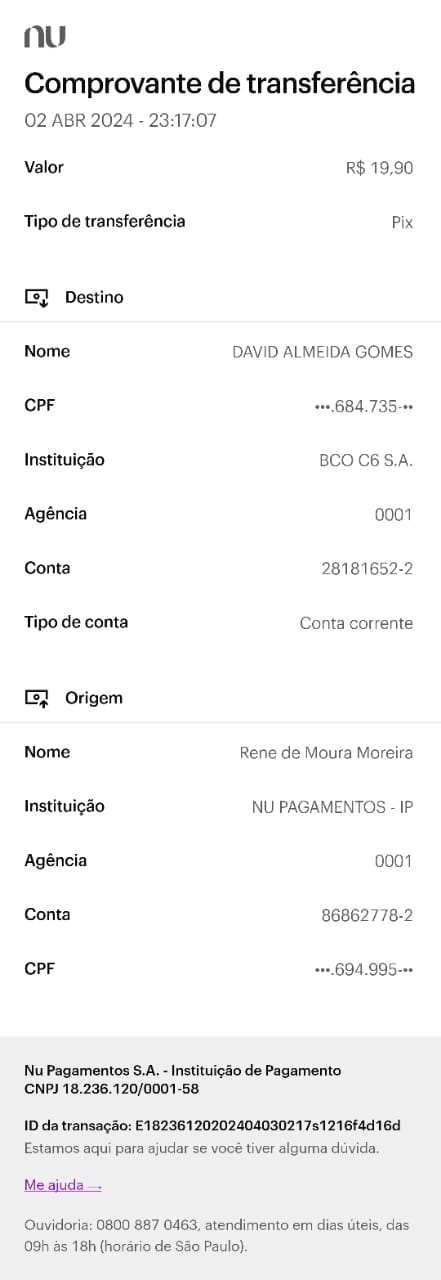 nu
Comprovante de transferência
02 ABR 2024 - 23:17:07
Valor R$ 19,90
Tipo de transferência Pix
Destino
Nome DAVID ALMEIDA GOMES
CPF •••.684.735-••
Instituição BCO C6 S.A.
Agência 0001
Conta 28181652-2
Tipo de conta Conta corrente
Origem
Nome Rene de Moura Moreira
Instituição NU PAGAMENTOS - IP
Agência 0001
Conta 86862778-2
CPF •••.694.995-••
Nu Pagamentos S.A. - Instituição de Pagamento
CNPJ 18.236.120/0001-58
ID da transação: E18236120202404030217s1216f4d16d
Estamos aqui para ajudar se você tiver alguma dúvida.
Me ajuda →
Ouvidoria: 0800 887 0463, atendimento em dias úteis, das
09h às 18h (horário de São Paulo).